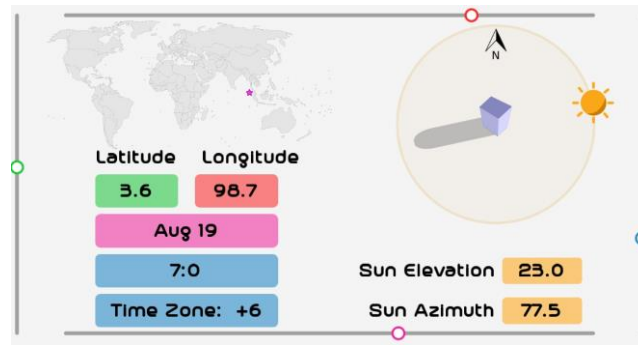 N
Latitude Longitude
3.6 98.7
Aug 19
7:0
Time Zone: +6
Sun Elevation 23.0
Sun Azimuth 77.5